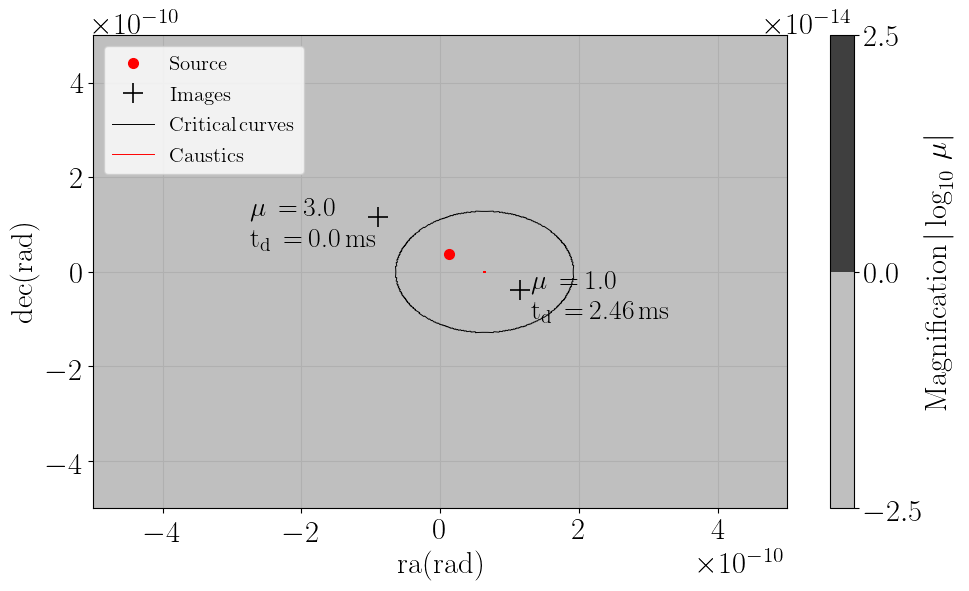 ×10⁻¹⁰
×10⁻¹⁴
Source
Images
Critical curves
Caustics
μ = 3.0
t_d = 0.0 ms
μ = 1.0
t_d = 2.46 ms
4
2
0
−2
−4
dec(rad)
−4
−2
0
2
4
ra(rad)
×10⁻¹⁰
2.5
0.0
−2.5
Magnification | log₁₀ μ|